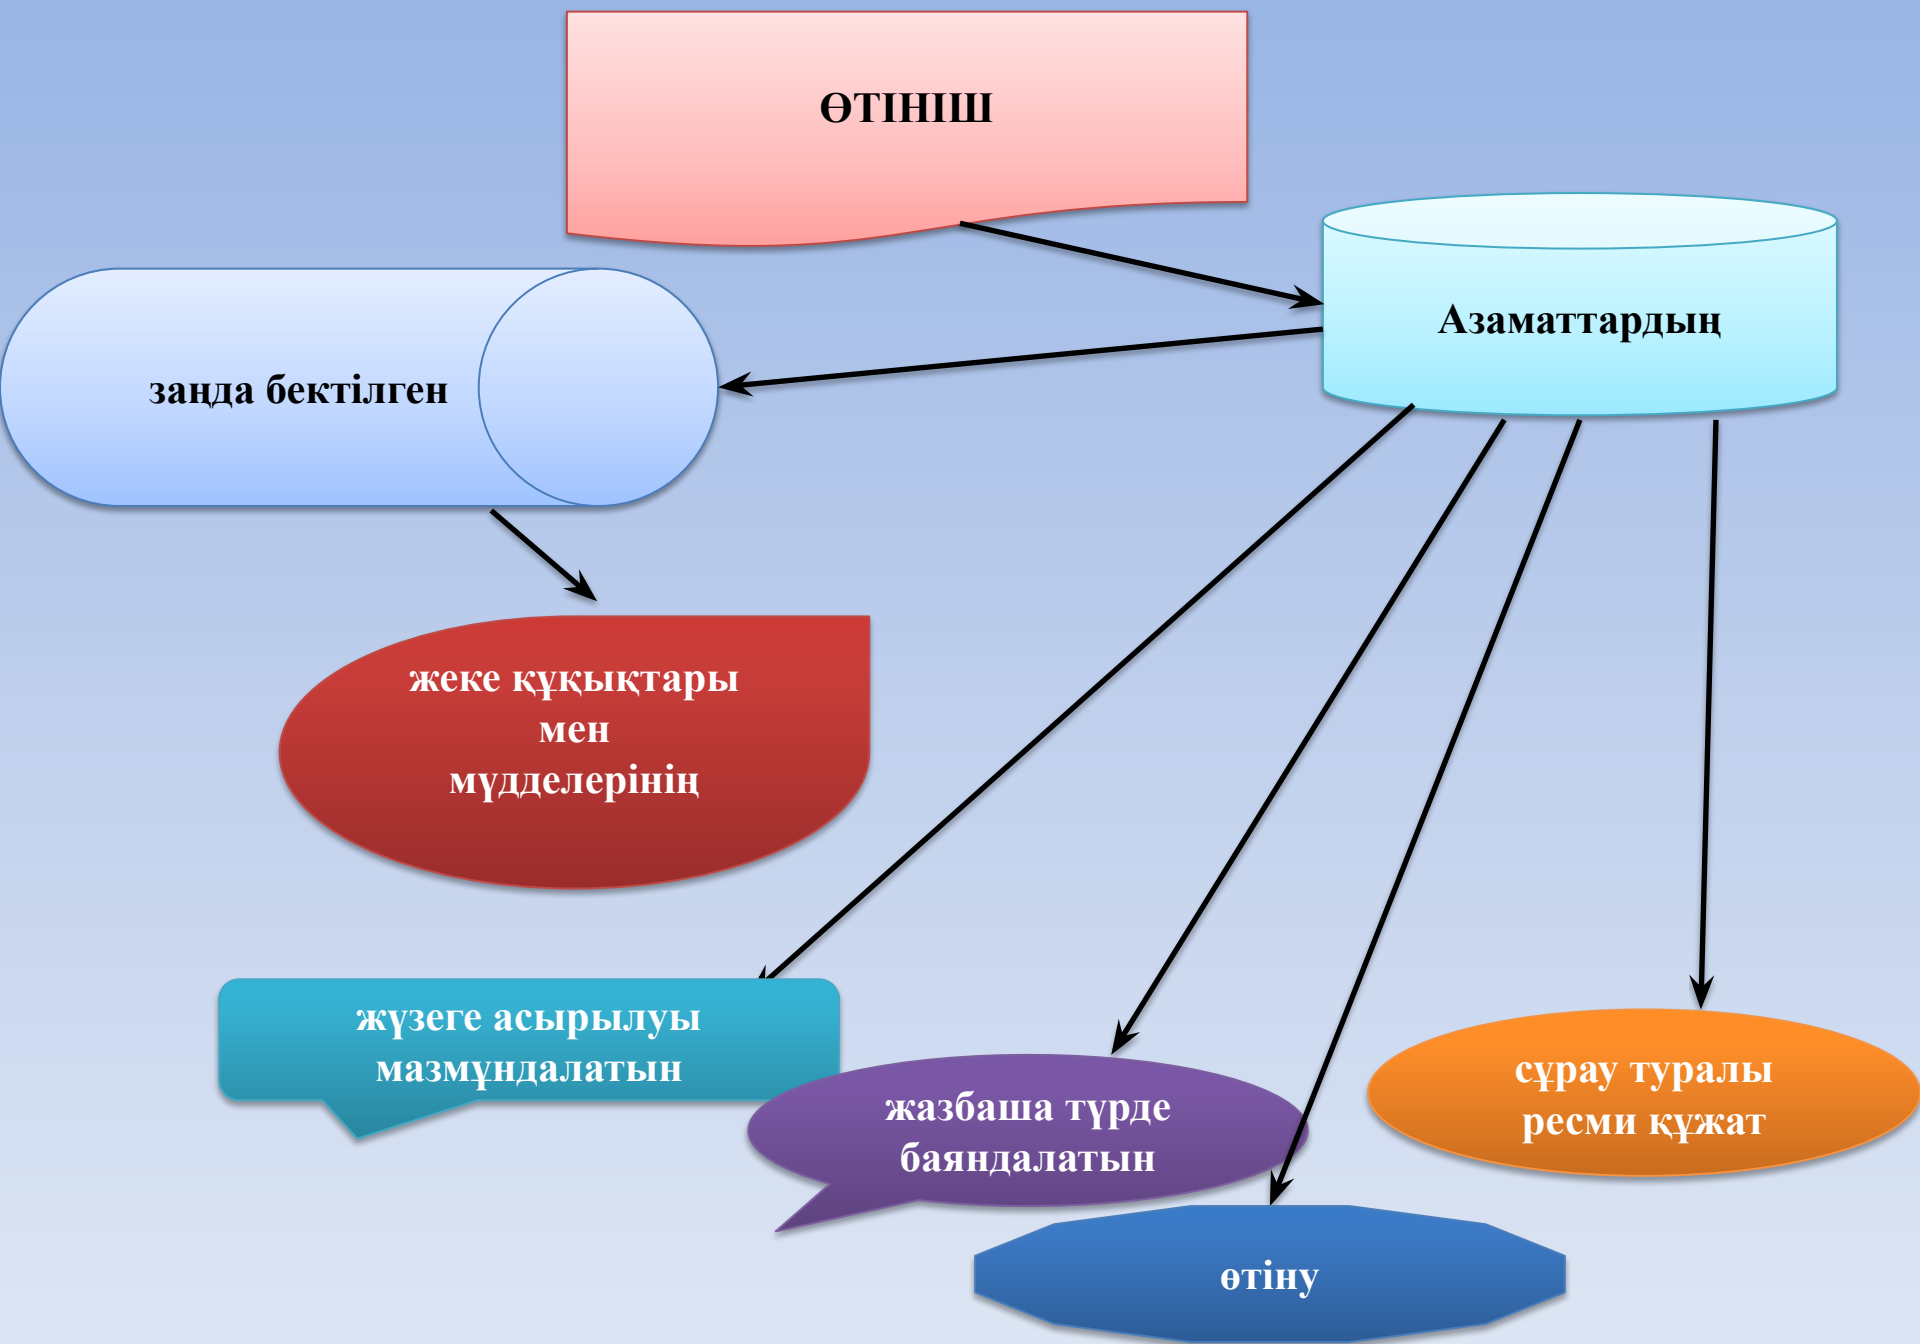 ӨТІНІШ
Азаматтардың
заңда бектілген
жеке құқықтары
мен
мүдделерінің
жүзеге асырылуы
мазмұндалатын
жазбаша түрде
баяндалатын
өтіну
сұрау туралы
ресми құжат